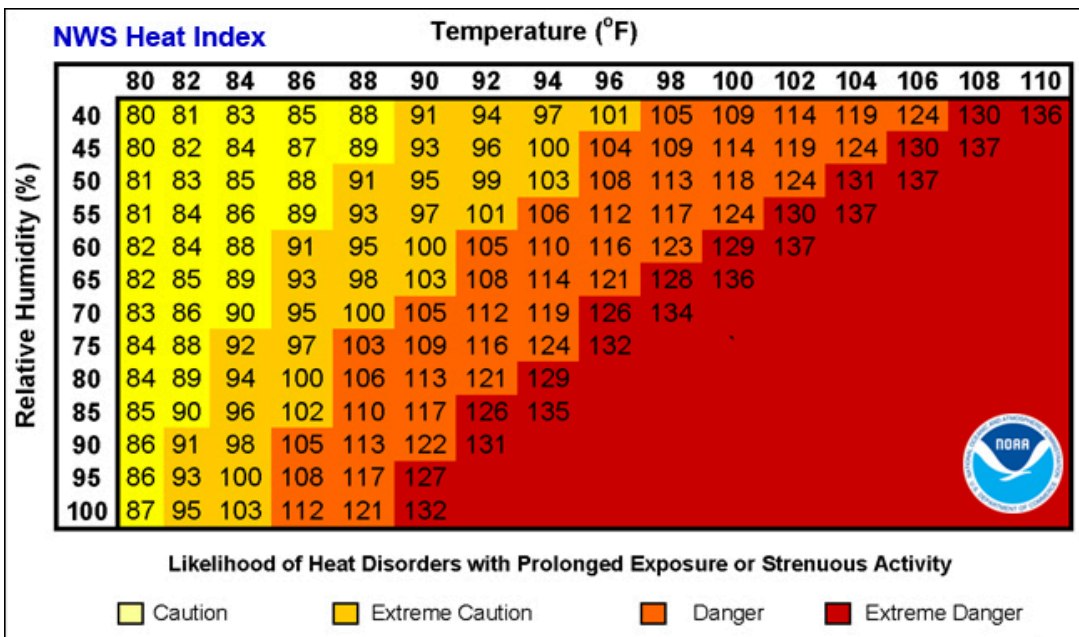 NWS Heat Index Temperature (°F)
80 82 84 86 88 90 92 94 96 98 100 102 104 106 108 110
Relative Humidity (%)
40 80 81 83 85 88 91 94 97 101 105 109 114 119 124 130 136
45 80 82 84 87 89 93 96 100 104 109 114 119 124 130 137
50 81 83 85 88 91 95 99 103 108 113 118 124 131 137
55 81 84 86 89 93 97 101 106 112 117 124 130 137
60 82 84 88 91 95 100 105 110 116 123 129 137
65 82 85 89 93 98 103 108 114 121 128 136
70 83 86 90 95 100 105 112 119 126 134
75 84 88 92 97 103 109 116 124 132
80 84 89 94 100 106 113 121 129
85 85 90 96 102 110 117 126 135
90 86 91 98 105 113 122 131
95 86 93 100 108 117 127
100 87 95 103 112 121 132
NATIONAL OCEANIC AND ATMOSPHERIC ADMINISTRATION
NOAA
U.S. DEPARTMENT OF COMMERCE
Likelihood of Heat Disorders with Prolonged Exposure or Strenuous Activity
Caution Extreme Caution Danger Extreme Danger